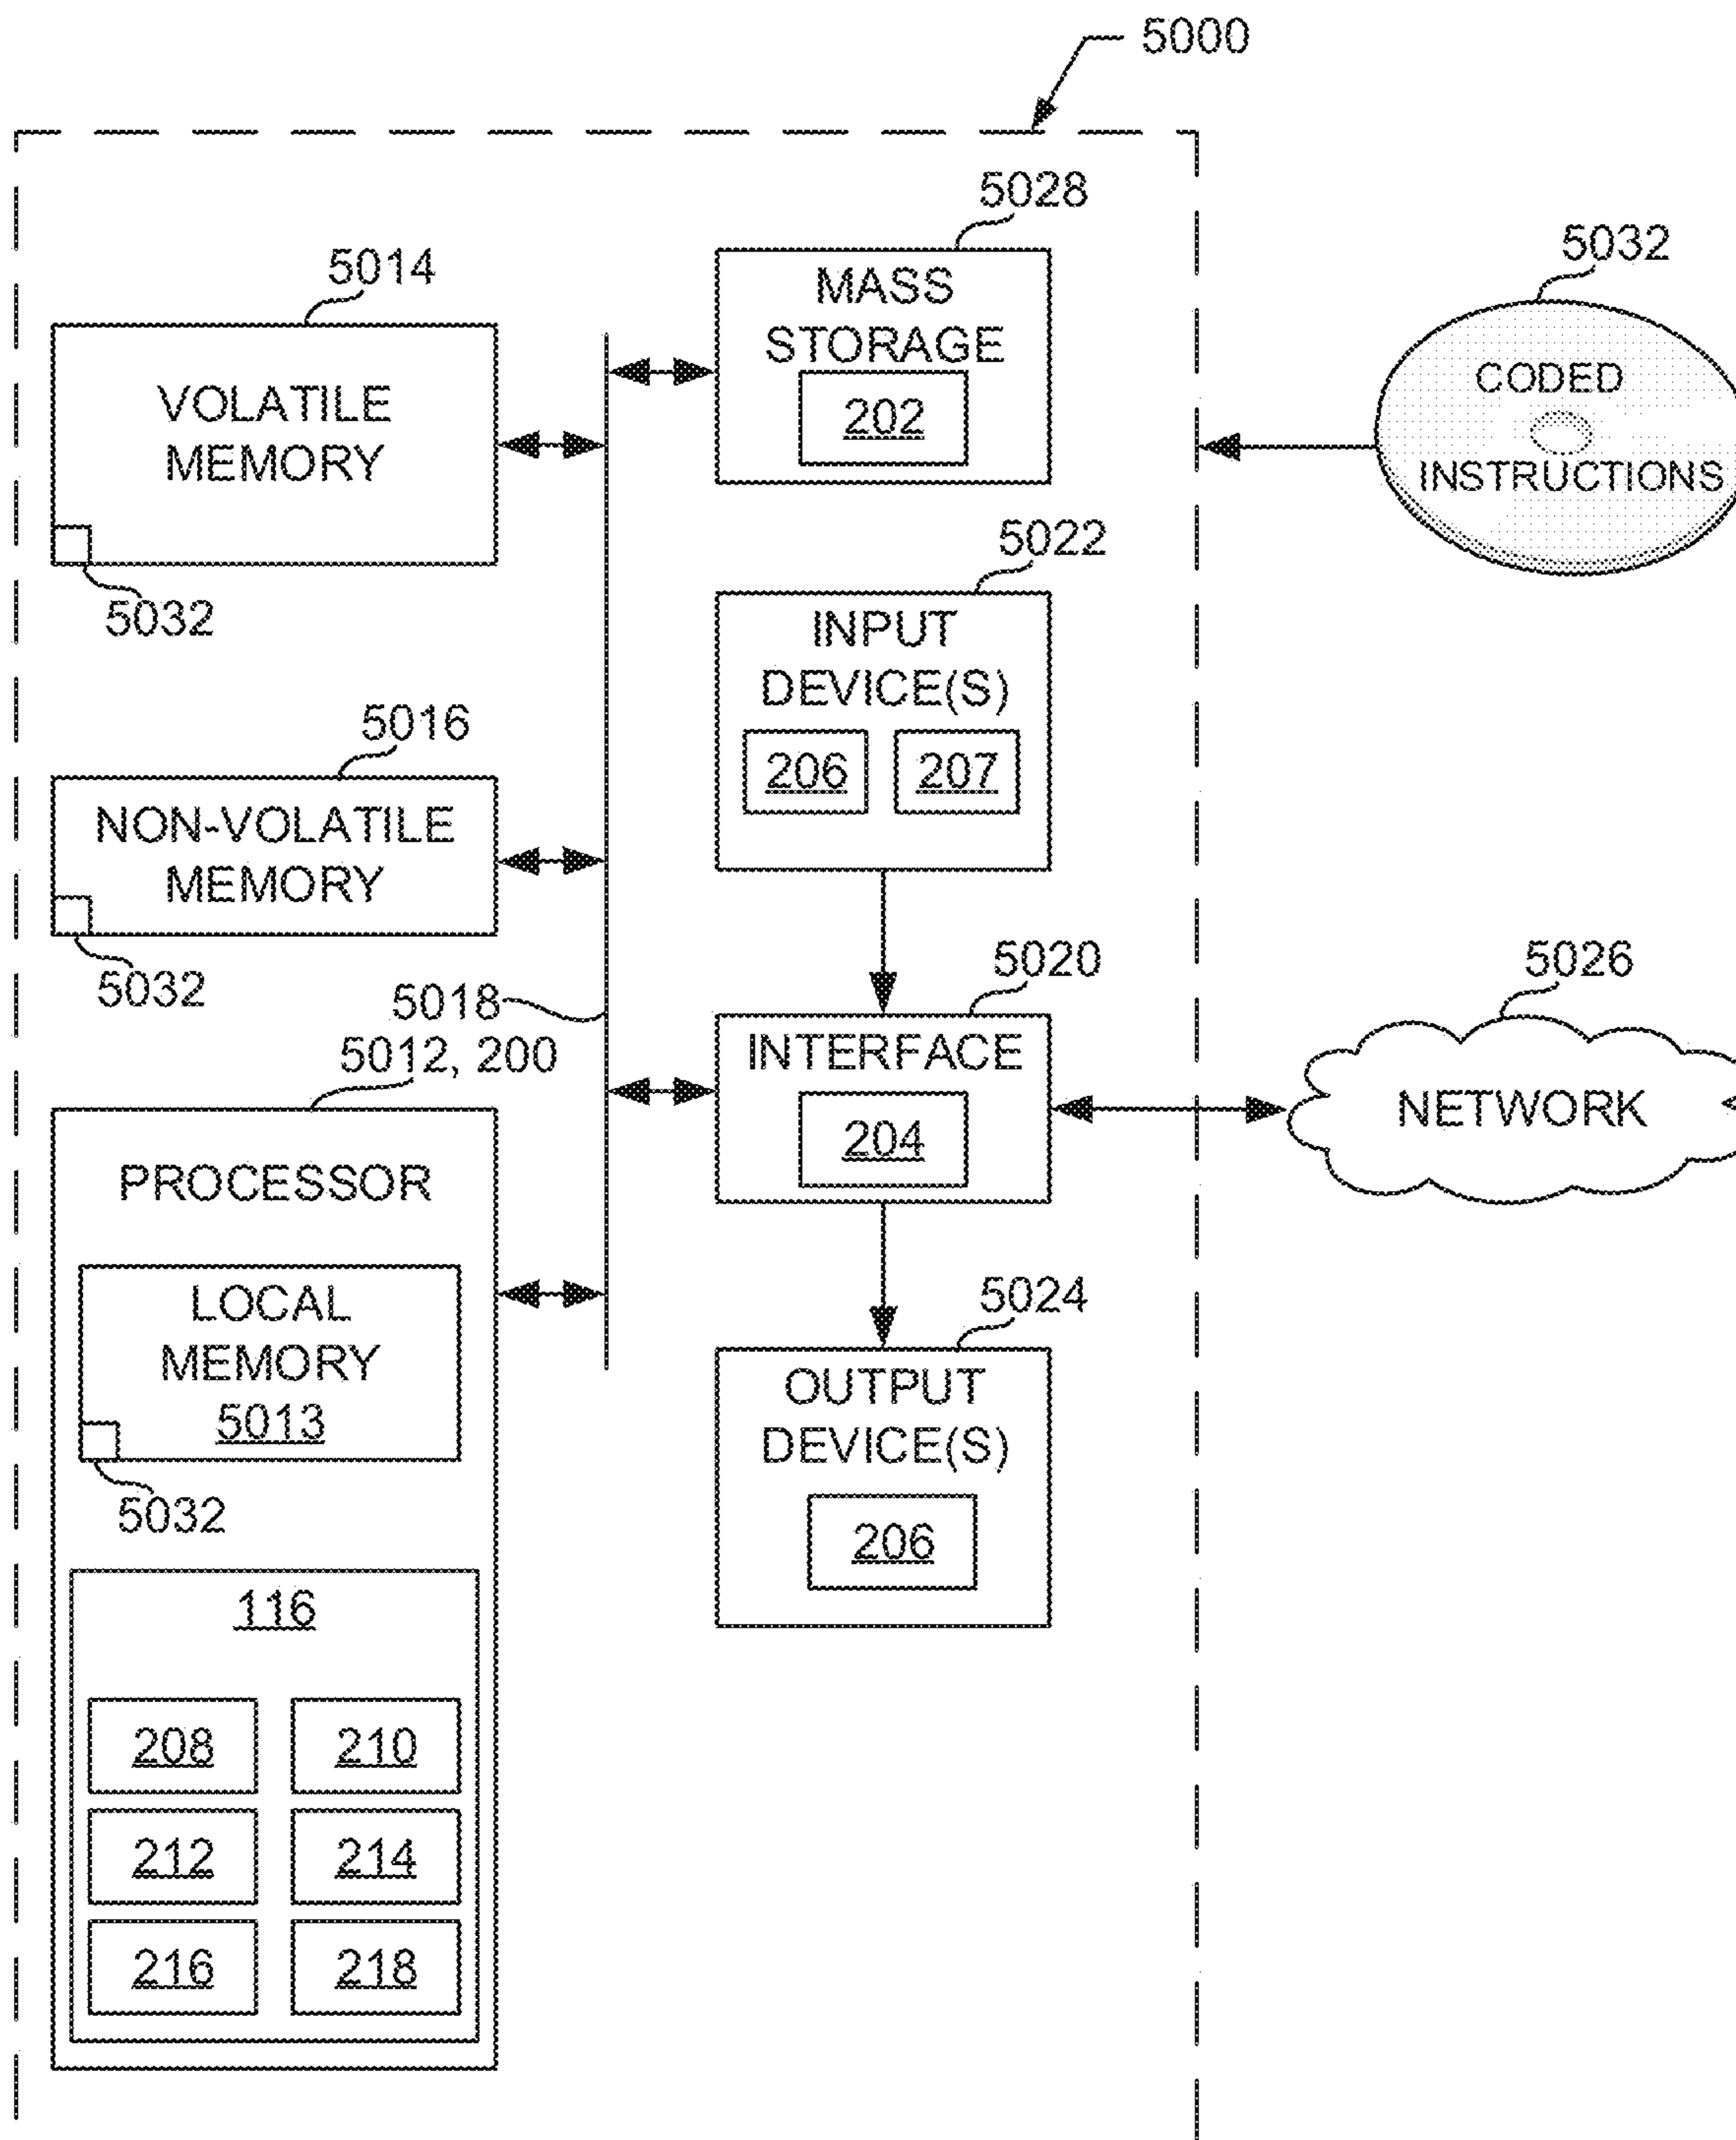 5000
5028
5014
MASS
STORAGE
202
VOLATILE
MEMORY
5032
5032
CODED
INSTRUCTIONS
5022
INPUT
DEVICE(S)
206 207
5016
NON-VOLATILE
MEMORY
5032
5018
5020
INTERFACE
204
5026
NETWORK
5012, 200
PROCESSOR
LOCAL
MEMORY
5013
5032
5024
OUTPUT
DEVICE(S)
206
116
208 210
212 214
216 218